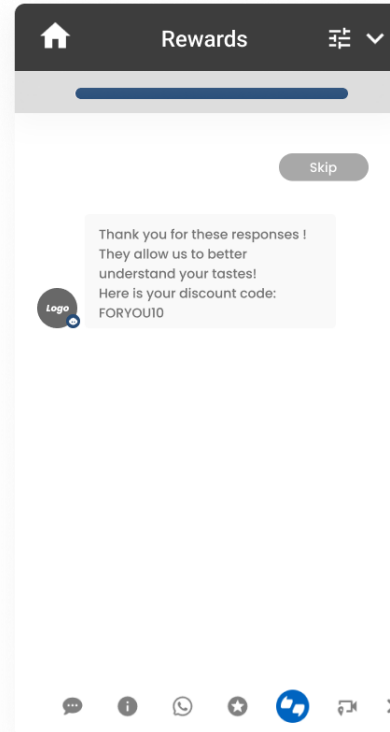 Rewards
Skip
Thank you for these responses !
They allow us to better
understand your tastes!
Here is your discount code:
FORYOU10
Logo